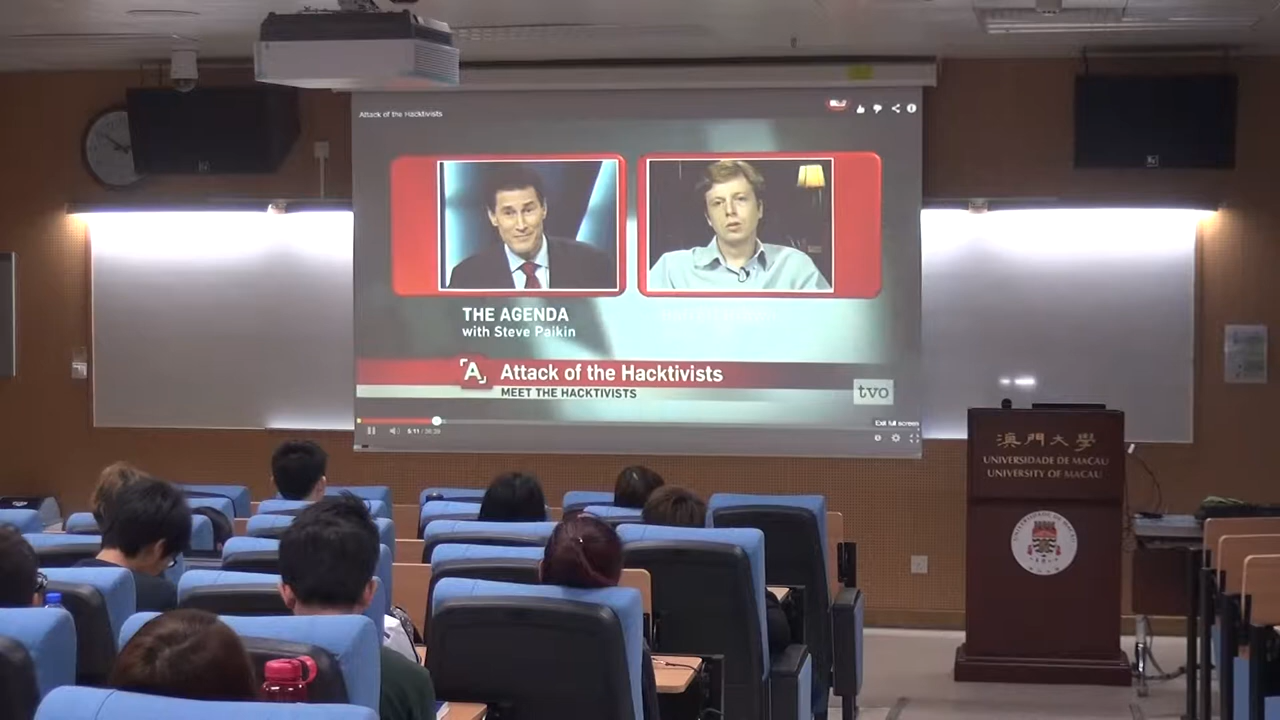 Attack of the Hacktivists
THE AGENDA
with Steve Paikin
A
Attack of the Hacktivists
MEET THE HACKTIVISTS
tvo
Exit full screen
澳門大學
UNIVERSIDADE DE MACAU
UNIVERSITY OF MACAU